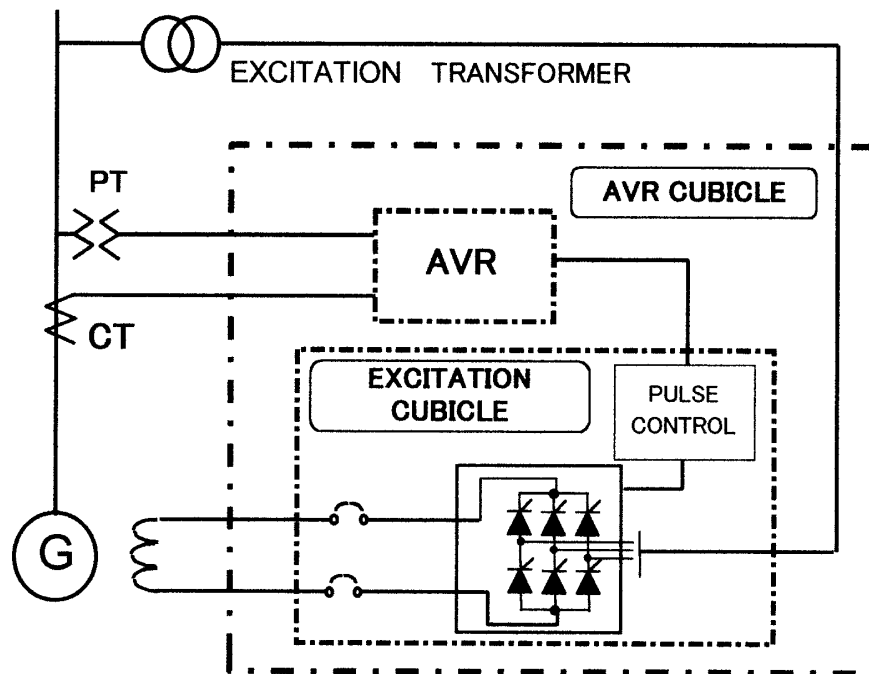 EXCITATION TRANSFORMER
PT
AVR CUBICLE
AVR
CT
EXCITATION
CUBICLE
PULSE
CONTROL
G